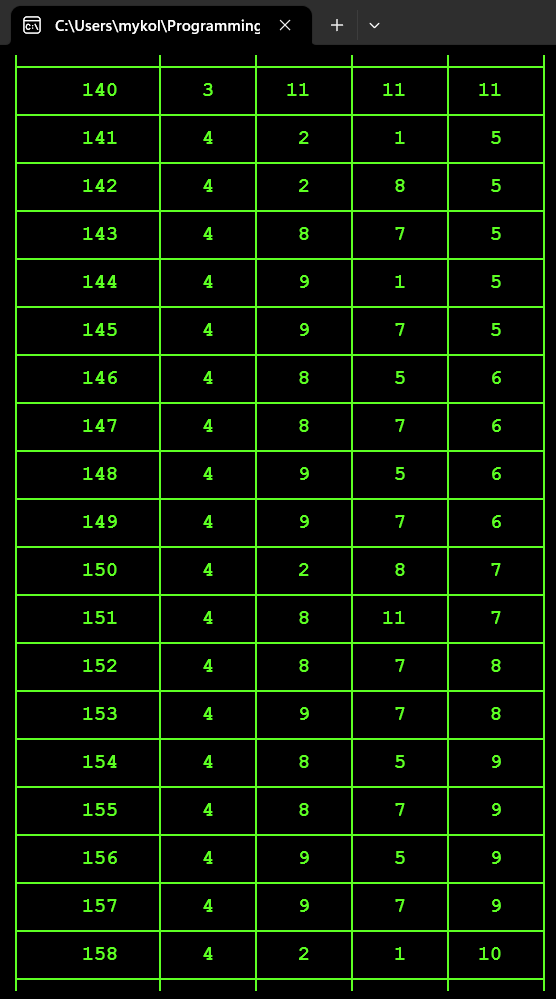 C:\Users\mykol\Programming
140 3 11 11 11
141 4 2 1 5
142 4 2 8 5
143 4 8 7 5
144 4 9 1 5
145 4 9 7 5
146 4 8 5 6
147 4 8 7 6
148 4 9 5 6
149 4 9 7 6
150 4 2 8 7
151 4 8 11 7
152 4 8 7 8
153 4 9 7 8
154 4 8 5 9
155 4 8 7 9
156 4 9 5 9
157 4 9 7 9
158 4 2 1 10